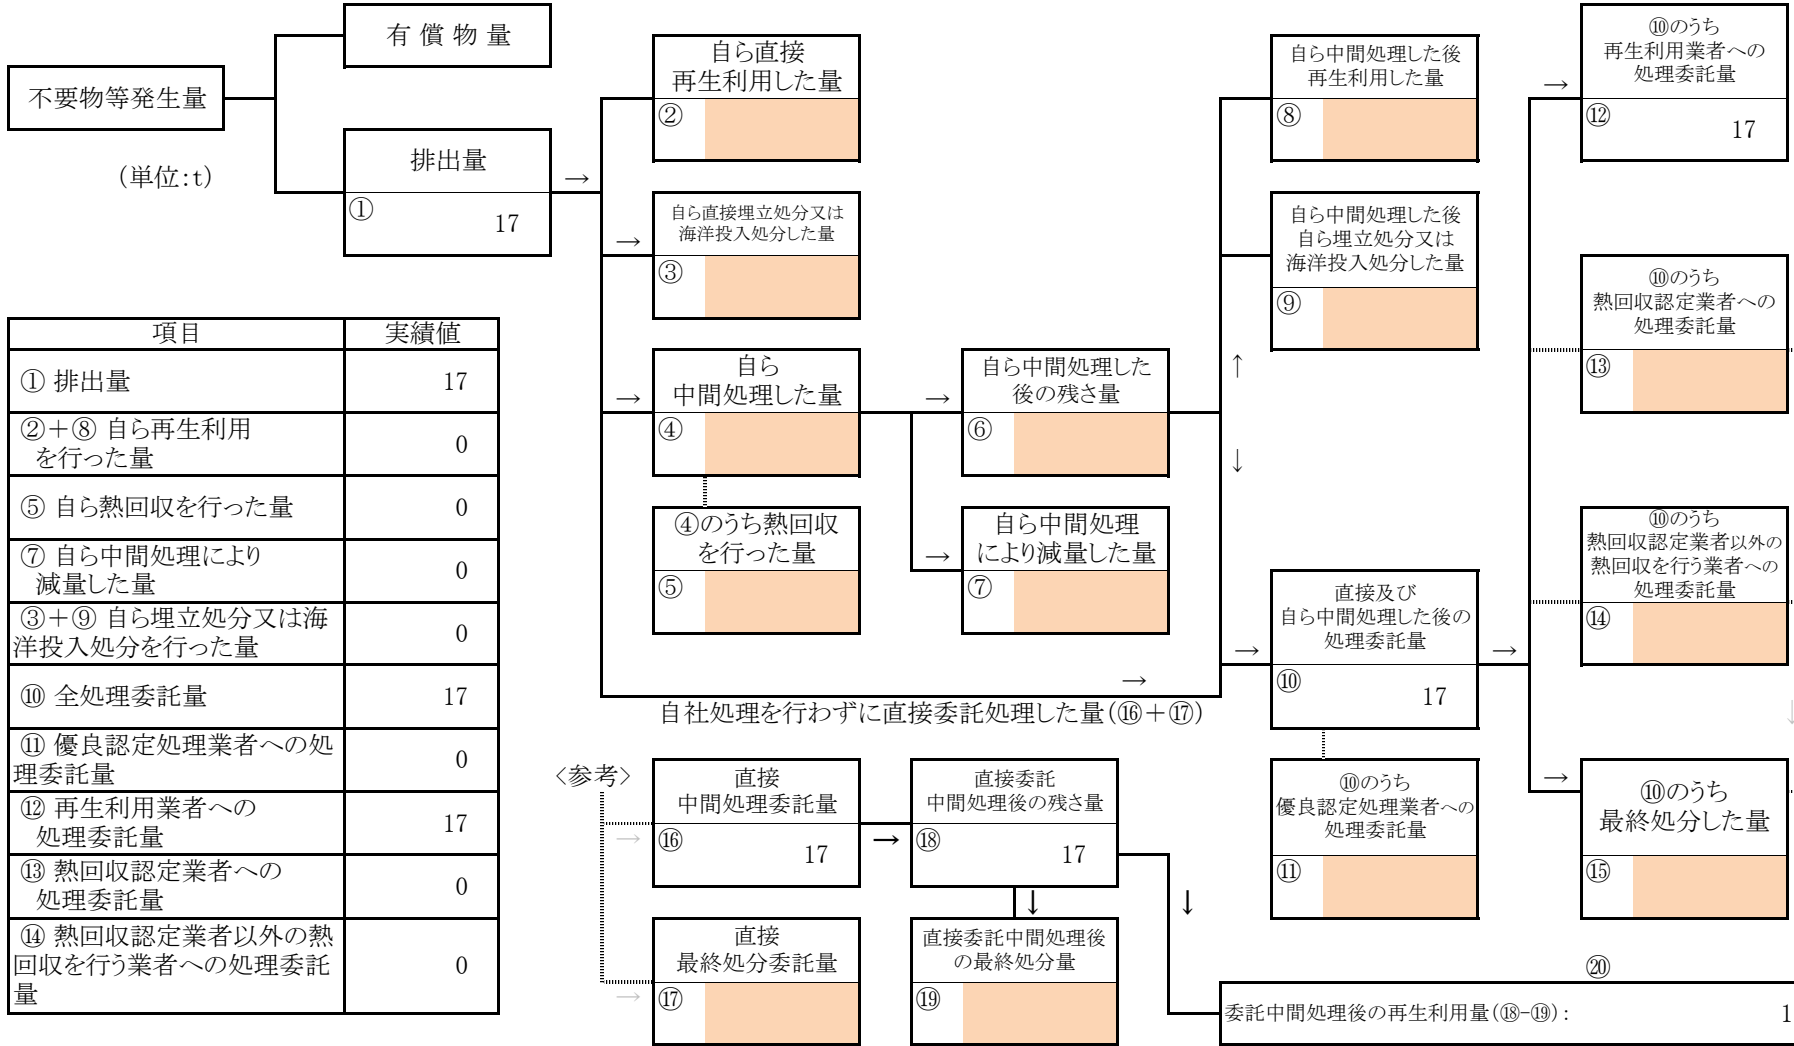 有 償 物 量
不要物等発生量
(単位:t)
排出量
①
17
→
自ら直接
再生利用した量
②
→
自ら直接埋立処分又は
海洋投入処分した量
③
→
自ら
中間処理した量
④
④のうち熱回収
を行った量
⑤
→
自ら中間処理した
後の残さ量
⑥
→
自ら中間処理
により減量した量
⑦
自ら中間処理した後
再生利用した量
⑧
自ら中間処理した後
自ら埋立処分又は
海洋投入処分した量
⑨
↑
↓
→
自社処理を行わずに直接委託処理した量(⑯+⑰)
→
直接及び
自ら中間処理した後の
処理委託量
⑩
17
→
⑩のうち
優良認定処理業者への
処理委託量
⑪
→
⑩のうち
再生利用業者への
処理委託量
⑫
17
⑩のうち
熱回収認定業者への
処理委託量
⑬
⑩のうち
熱回収認定業者以外の
熱回収を行う業者への
処理委託量
⑭
↓
→
⑩のうち
最終処分した量
⑮
項目 実績値
① 排出量 17
②+⑧ 自ら再生利用
を行った量 0
⑤ 自ら熱回収を行った量 0
⑦ 自ら中間処理により
減量した量 0
③+⑨ 自ら埋立処分又は海
洋投入処分を行った量 0
⑩ 全処理委託量 17
⑪ 優良認定処理業者への処
理委託量 0
⑫ 再生利用業者への
処理委託量 17
⑬ 熱回収認定業者への
処理委託量 0
⑭ 熱回収認定業者以外の熱
回収を行う業者への処理委託
量 0
<参考>
→
直接
中間処理委託量
⑯
17
→
直接委託
中間処理後の残さ量
⑱
17
→
直接
最終処分委託量
⑰
↓
直接委託中間処理後
の最終処分量
⑲
↓
⑳
委託中間処理後の再生利用量(⑱-⑲):
1